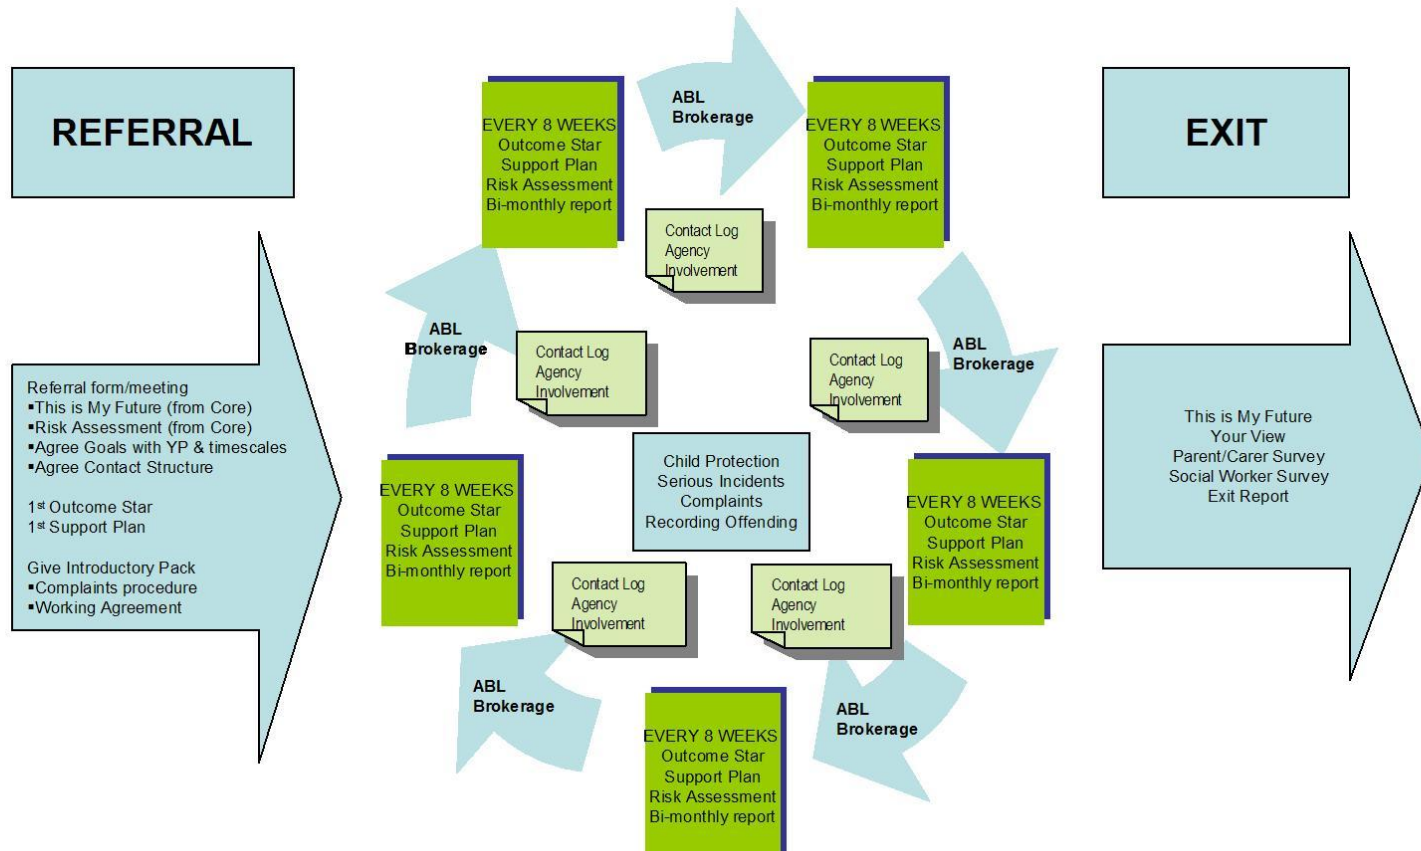 REFERRAL
Referral form/meeting
▪This is My Future (from Core)
▪Risk Assessment (from Core)
▪Agree Goals with YP & timescales
▪Agree Contact Structure
1st Outcome Star
1st Support Plan
Give Introductory Pack
▪Complaints procedure
▪Working Agreement
EVERY 8 WEEKS
Outcome Star
Support Plan
Risk Assessment
Bi-monthly report
ABL
Brokerage
EVERY 8 WEEKS
Outcome Star
Support Plan
Risk Assessment
Bi-monthly report
Contact Log
Agency
Involvement
ABL
Brokerage
Contact Log
Agency
Involvement
Contact Log
Agency
Involvement
ABL
Brokerage
Child Protection
Serious Incidents
Complaints
Recording Offending
EVERY 8 WEEKS
Outcome Star
Support Plan
Risk Assessment
Bi-monthly report
EVERY 8 WEEKS
Outcome Star
Support Plan
Risk Assessment
Bi-monthly report
Contact Log
Agency
Involvement
Contact Log
Agency
Involvement
ABL
Brokerage
ABL
Brokerage
EVERY 8 WEEKS
Outcome Star
Support Plan
Risk Assessment
Bi-monthly report
EXIT
This is My Future
Your View
Parent/Carer Survey
Social Worker Survey
Exit Report